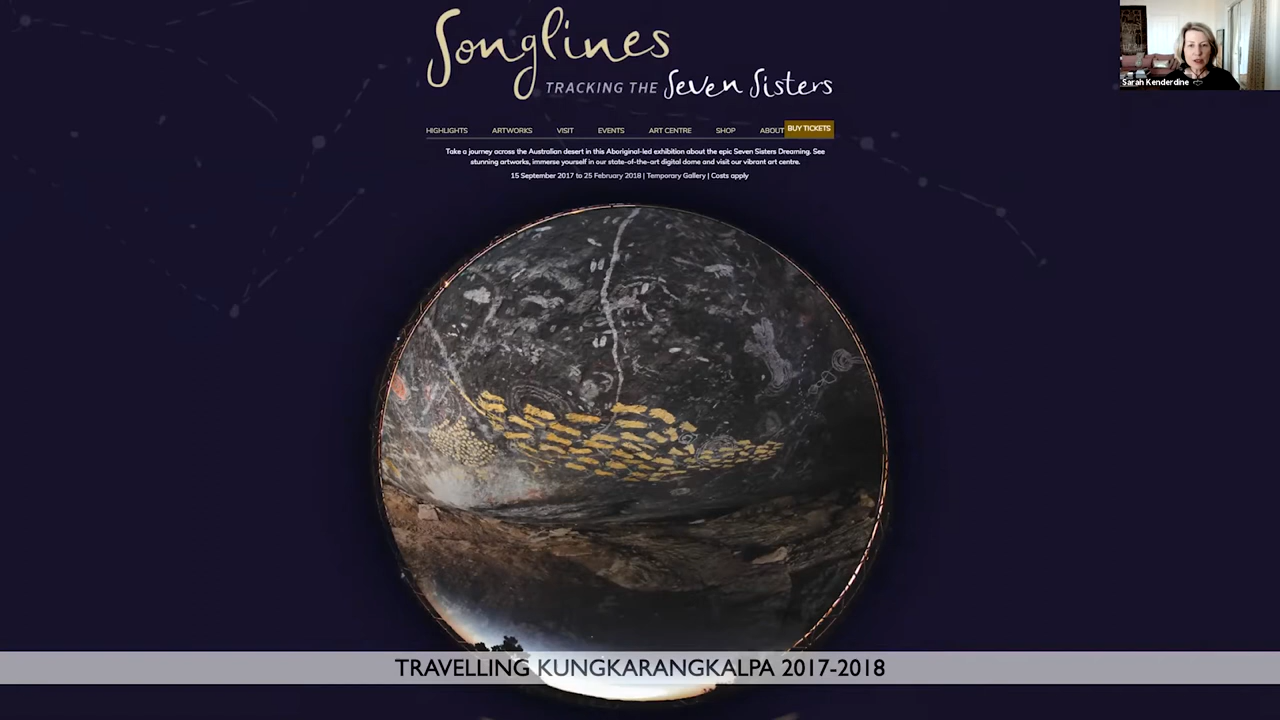 Songlines
TRACKING THE Seven Sisters
Sarah Kenderdine
HIGHLIGHTS ARTWORKS VISIT EVENTS ART CENTRE SHOP ABOUT BUY TICKETS
Take a journey across the Australian desert in this Aboriginal-led exhibition about the epic Seven Sisters Dreaming. See
stunning artworks, immerse yourself in our state-of-the-art digital dome and visit our vibrant art centre.
15 September 2017 to 25 February 2018 | Temporary Gallery | Costs apply
TRAVELLING KUNGKARANGKALPA 2017-2018